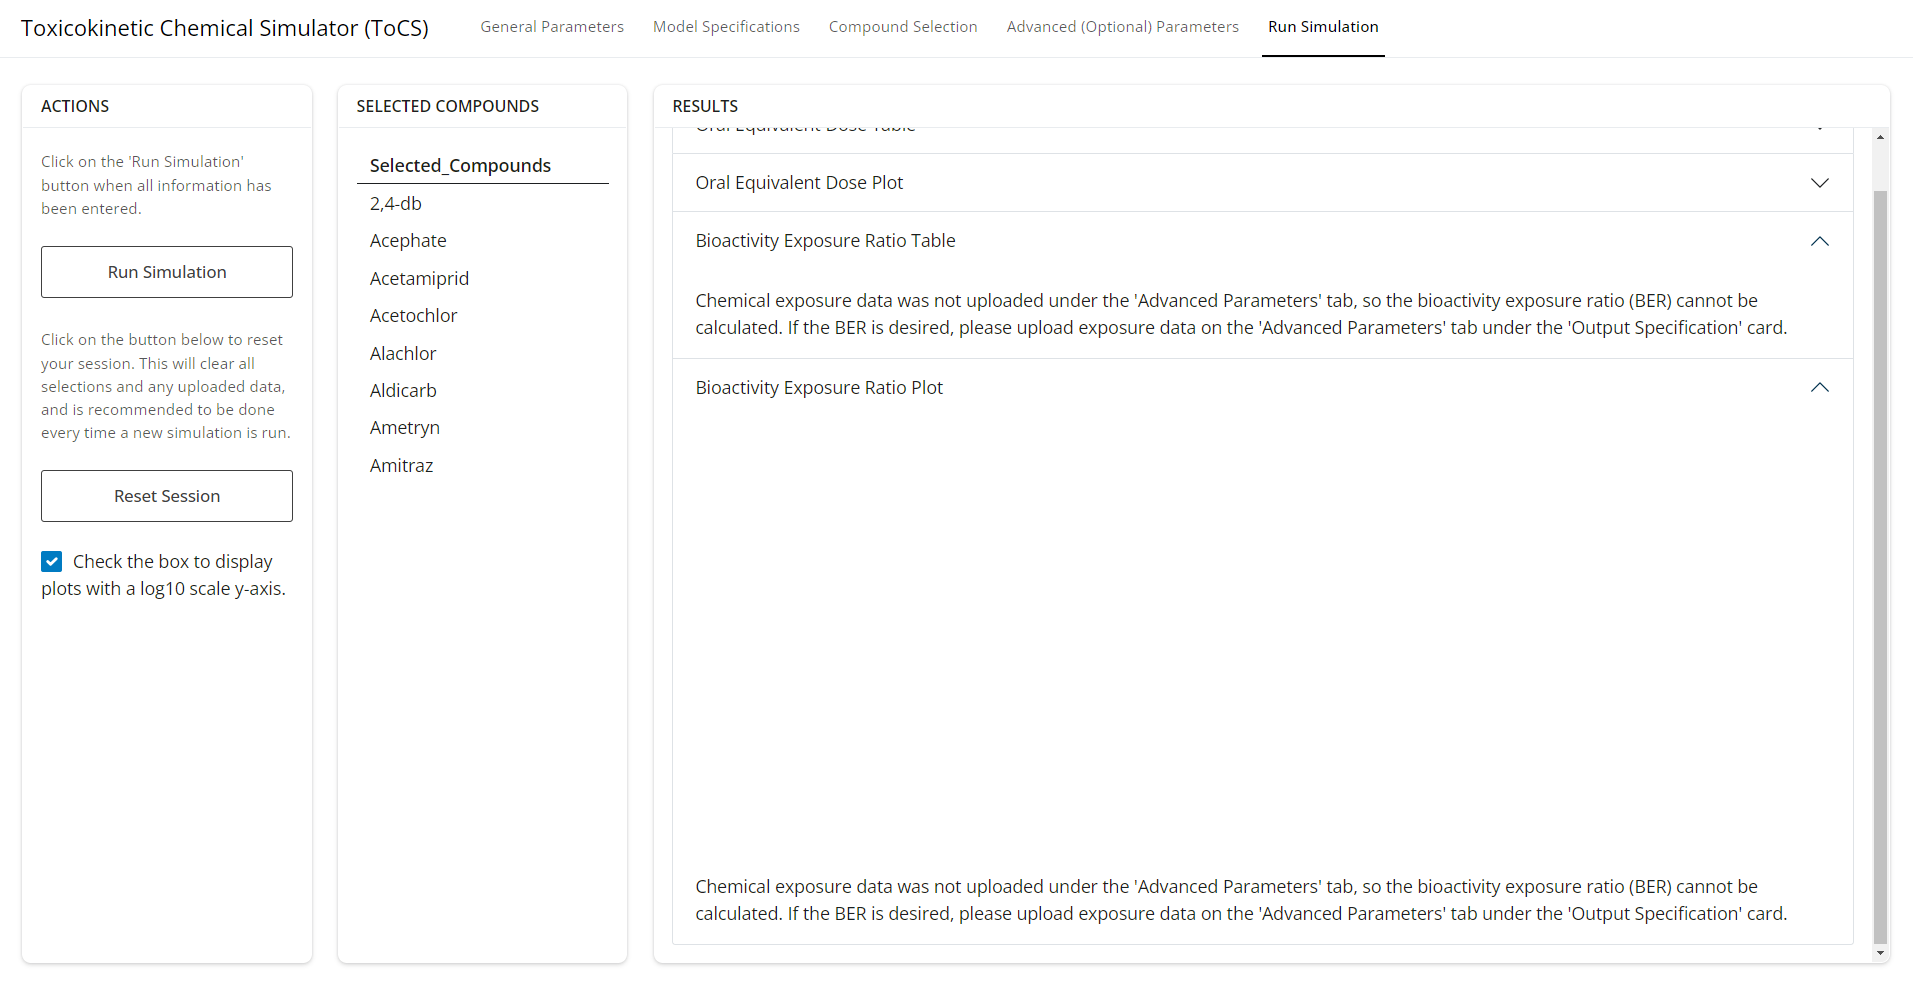 Toxicokinetic Chemical Simulator (ToCS)
General Parameters
Model Specifications
Compound Selection
Advanced (Optional) Parameters
Run Simulation
ACTIONS
Click on the 'Run Simulation'
button when all information has
been entered.
Run Simulation
Click on the button below to reset
your session. This will clear all
selections and any uploaded data,
and is recommended to be done
every time a new simulation is run.
Reset Session
Check the box to display
plots with a log10 scale y-axis.
SELECTED COMPOUNDS
Selected_Compounds
2,4-db
Acephate
Acetamiprid
Acetochlor
Alachlor
Aldicarb
Ametryn
Amitraz
RESULTS
Oral Equivalent Dose Table
Oral Equivalent Dose Plot
Bioactivity Exposure Ratio Table
Chemical exposure data was not uploaded under the 'Advanced Parameters' tab, so the bioactivity exposure ratio (BER) cannot be
calculated. If the BER is desired, please upload exposure data on the 'Advanced Parameters' tab under the 'Output Specification' card.
Bioactivity Exposure Ratio Plot
Chemical exposure data was not uploaded under the 'Advanced Parameters' tab, so the bioactivity exposure ratio (BER) cannot be
calculated. If the BER is desired, please upload exposure data on the 'Advanced Parameters' tab under the 'Output Specification' card.